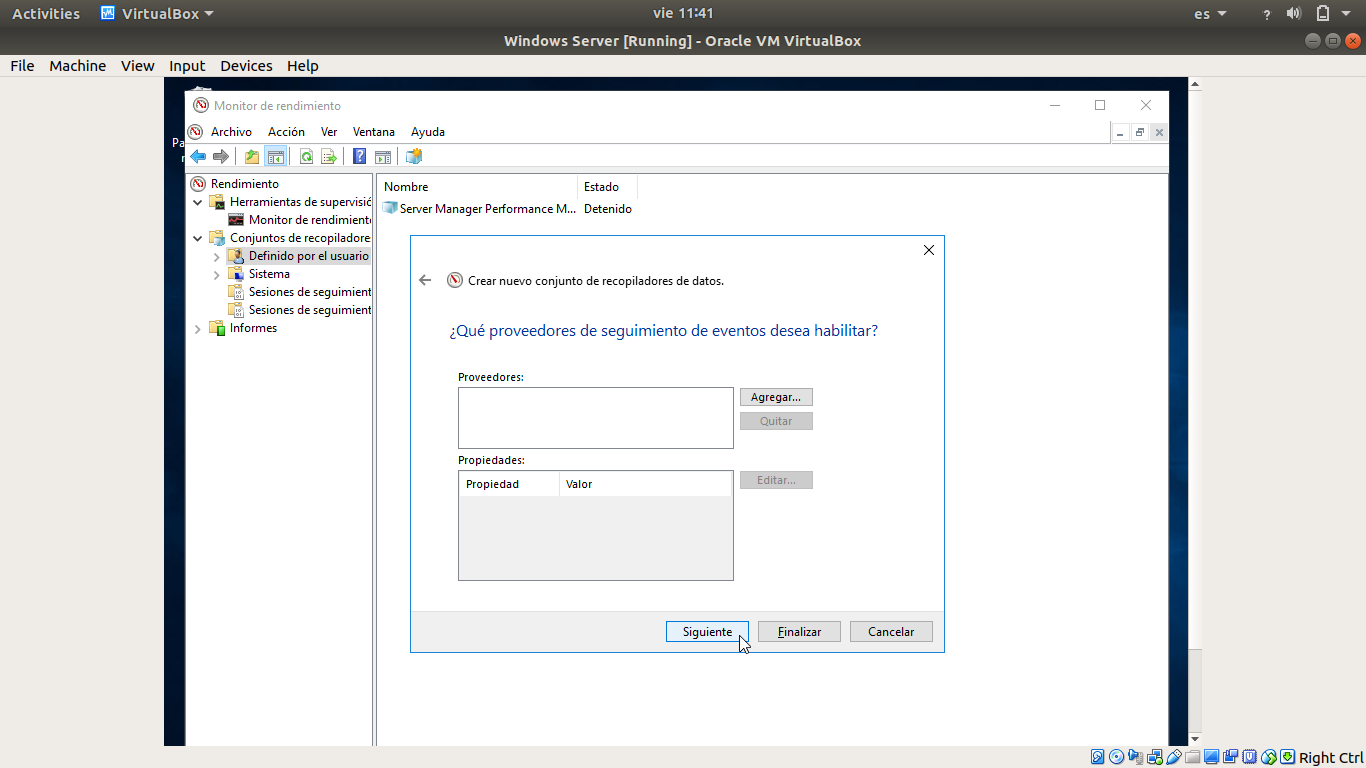 Activities VirtualBox vie 11:41 es ?
Windows Server [Running] - Oracle VM VirtualBox
File Machine View Input Devices Help
Monitor de rendimiento
Archivo Acción Ver Ventana Ayuda
Rendimiento
Herramientas de supervisió
Monitor de rendimiento
Conjuntos de recopiladore
Definido por el usuario
Sistema
Sesiones de seguimient
Sesiones de seguimient
Informes
Nombre Estado
Server Manager Performance M... Detenido
Crear nuevo conjunto de recopiladores de datos.
¿Qué proveedores de seguimiento de eventos desea habilitar?
Proveedores:
Agregar...
Quitar
Propiedades:
Propiedad Valor
Editar...
Siguiente Finalizar Cancelar
Right Ctrl